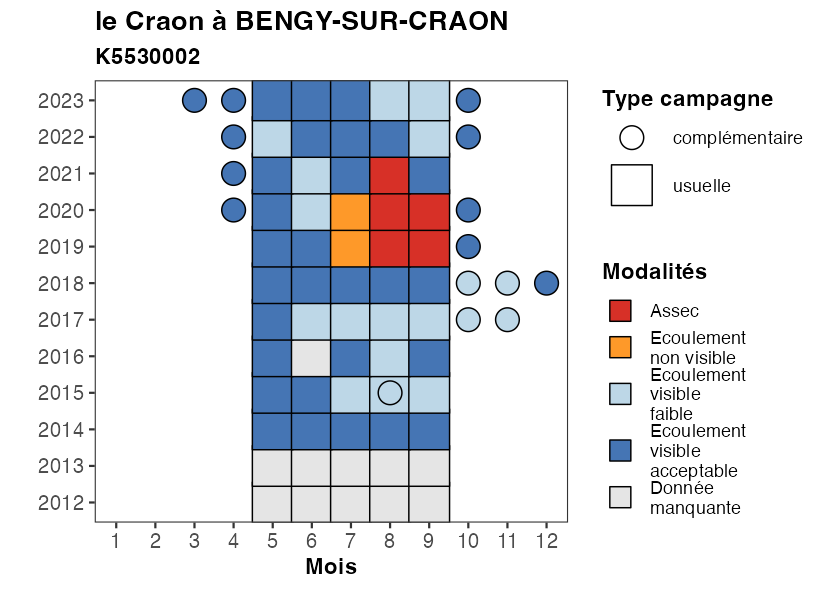 le Craon à BENGY-SUR-CRAON
K5530002
2023
2022
2021
2020
2019
2018
2017
2016
2015
2014
2013
2012
1 2 3 4 5 6 7 8 9 10 11 12
Mois
Type campagne
complémentaire
usuelle
Modalités
Assec
Ecoulement
non visible
Ecoulement
visible
faible
Ecoulement
visible
acceptable
Donnée
manquante